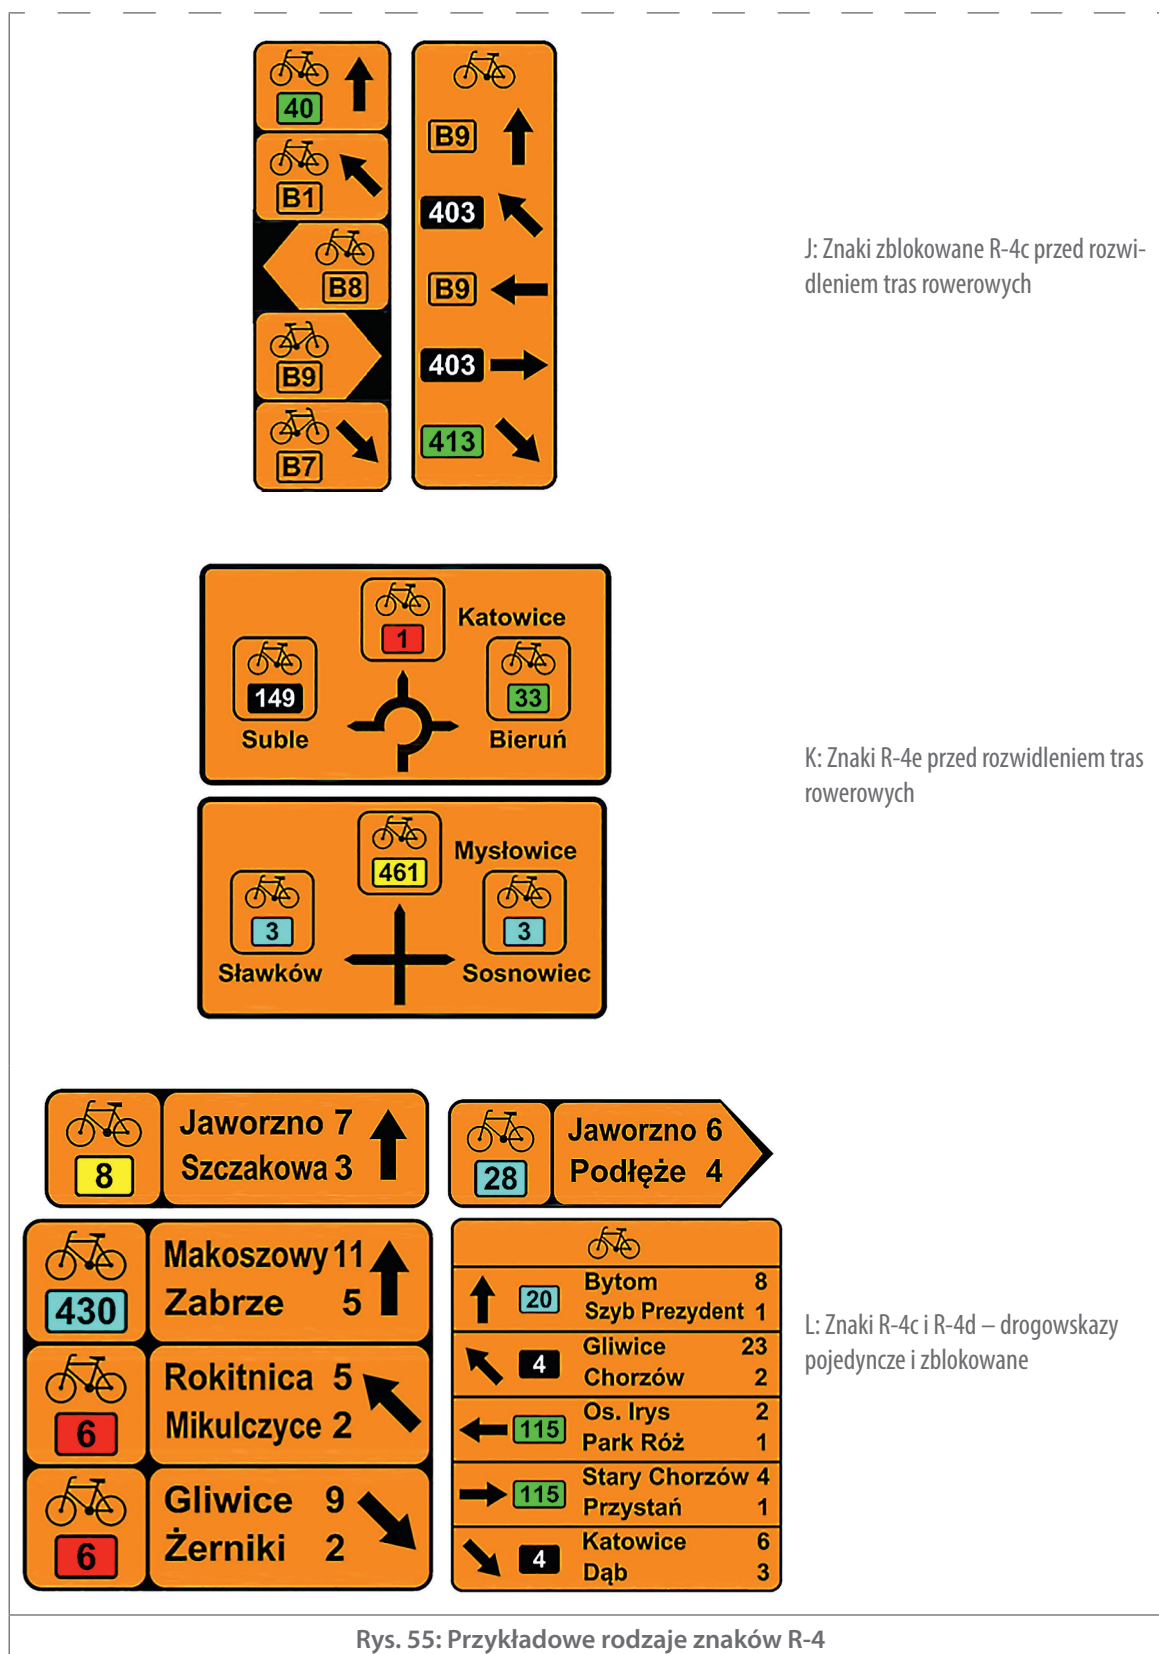 40
B1
B8
B9
B7
B9
403
B9
403
413
J: Znaki zblokowane R-4c przed rozwi-
dleniem tras rowerowych
1
Katowice
149
33
Suble
Bieruń
461
Mysłowice
3
3
Sławków
Sosnowiec
K: Znaki R-4e przed rozwidleniem tras
rowerowych
8
Jaworzno 7
Szczakowa 3
28
Jaworzno 6
Podłęże 4
430
Makoszowy 11
Zabrze 5
6
Rokitnica 5
Mikulczyce 2
6
Gliwice 9
Żerniki 2
20
Bytom 8
Szyb Prezydent 1
4
Gliwice 23
Chorzów 2
115
Os. Irys 2
Park Róż 1
115
Stary Chorzów 4
Przystań 1
4
Katowice 6
Dąb 3
L: Znaki R-4c i R-4d – drogowskazy
pojedyncze i zblokowane
Rys. 55: Przykładowe rodzaje znaków R-4